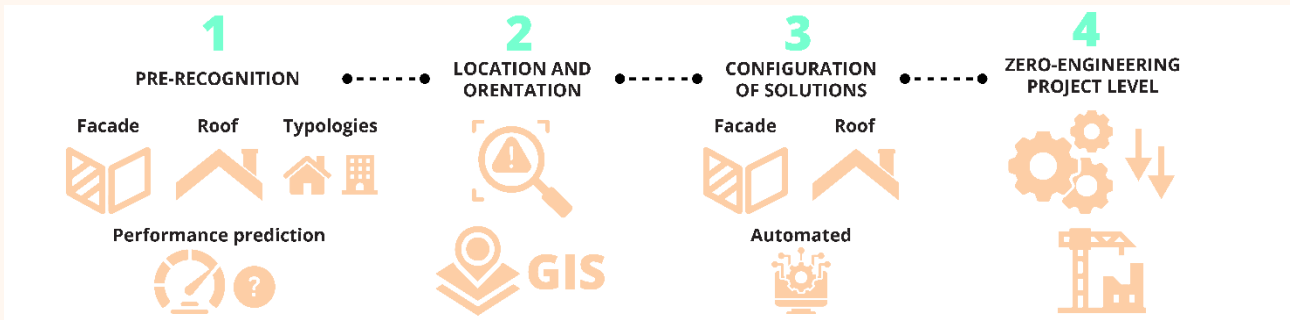 1
PRE-RECOGNITION
Facade
Roof
Typologies
Performance prediction
?
2
LOCATION AND
ORENTATION
GIS
3
CONFIGURATION
OF SOLUTIONS
Facade
Roof
Automated
4
ZERO-ENGINEERING
PROJECT LEVEL